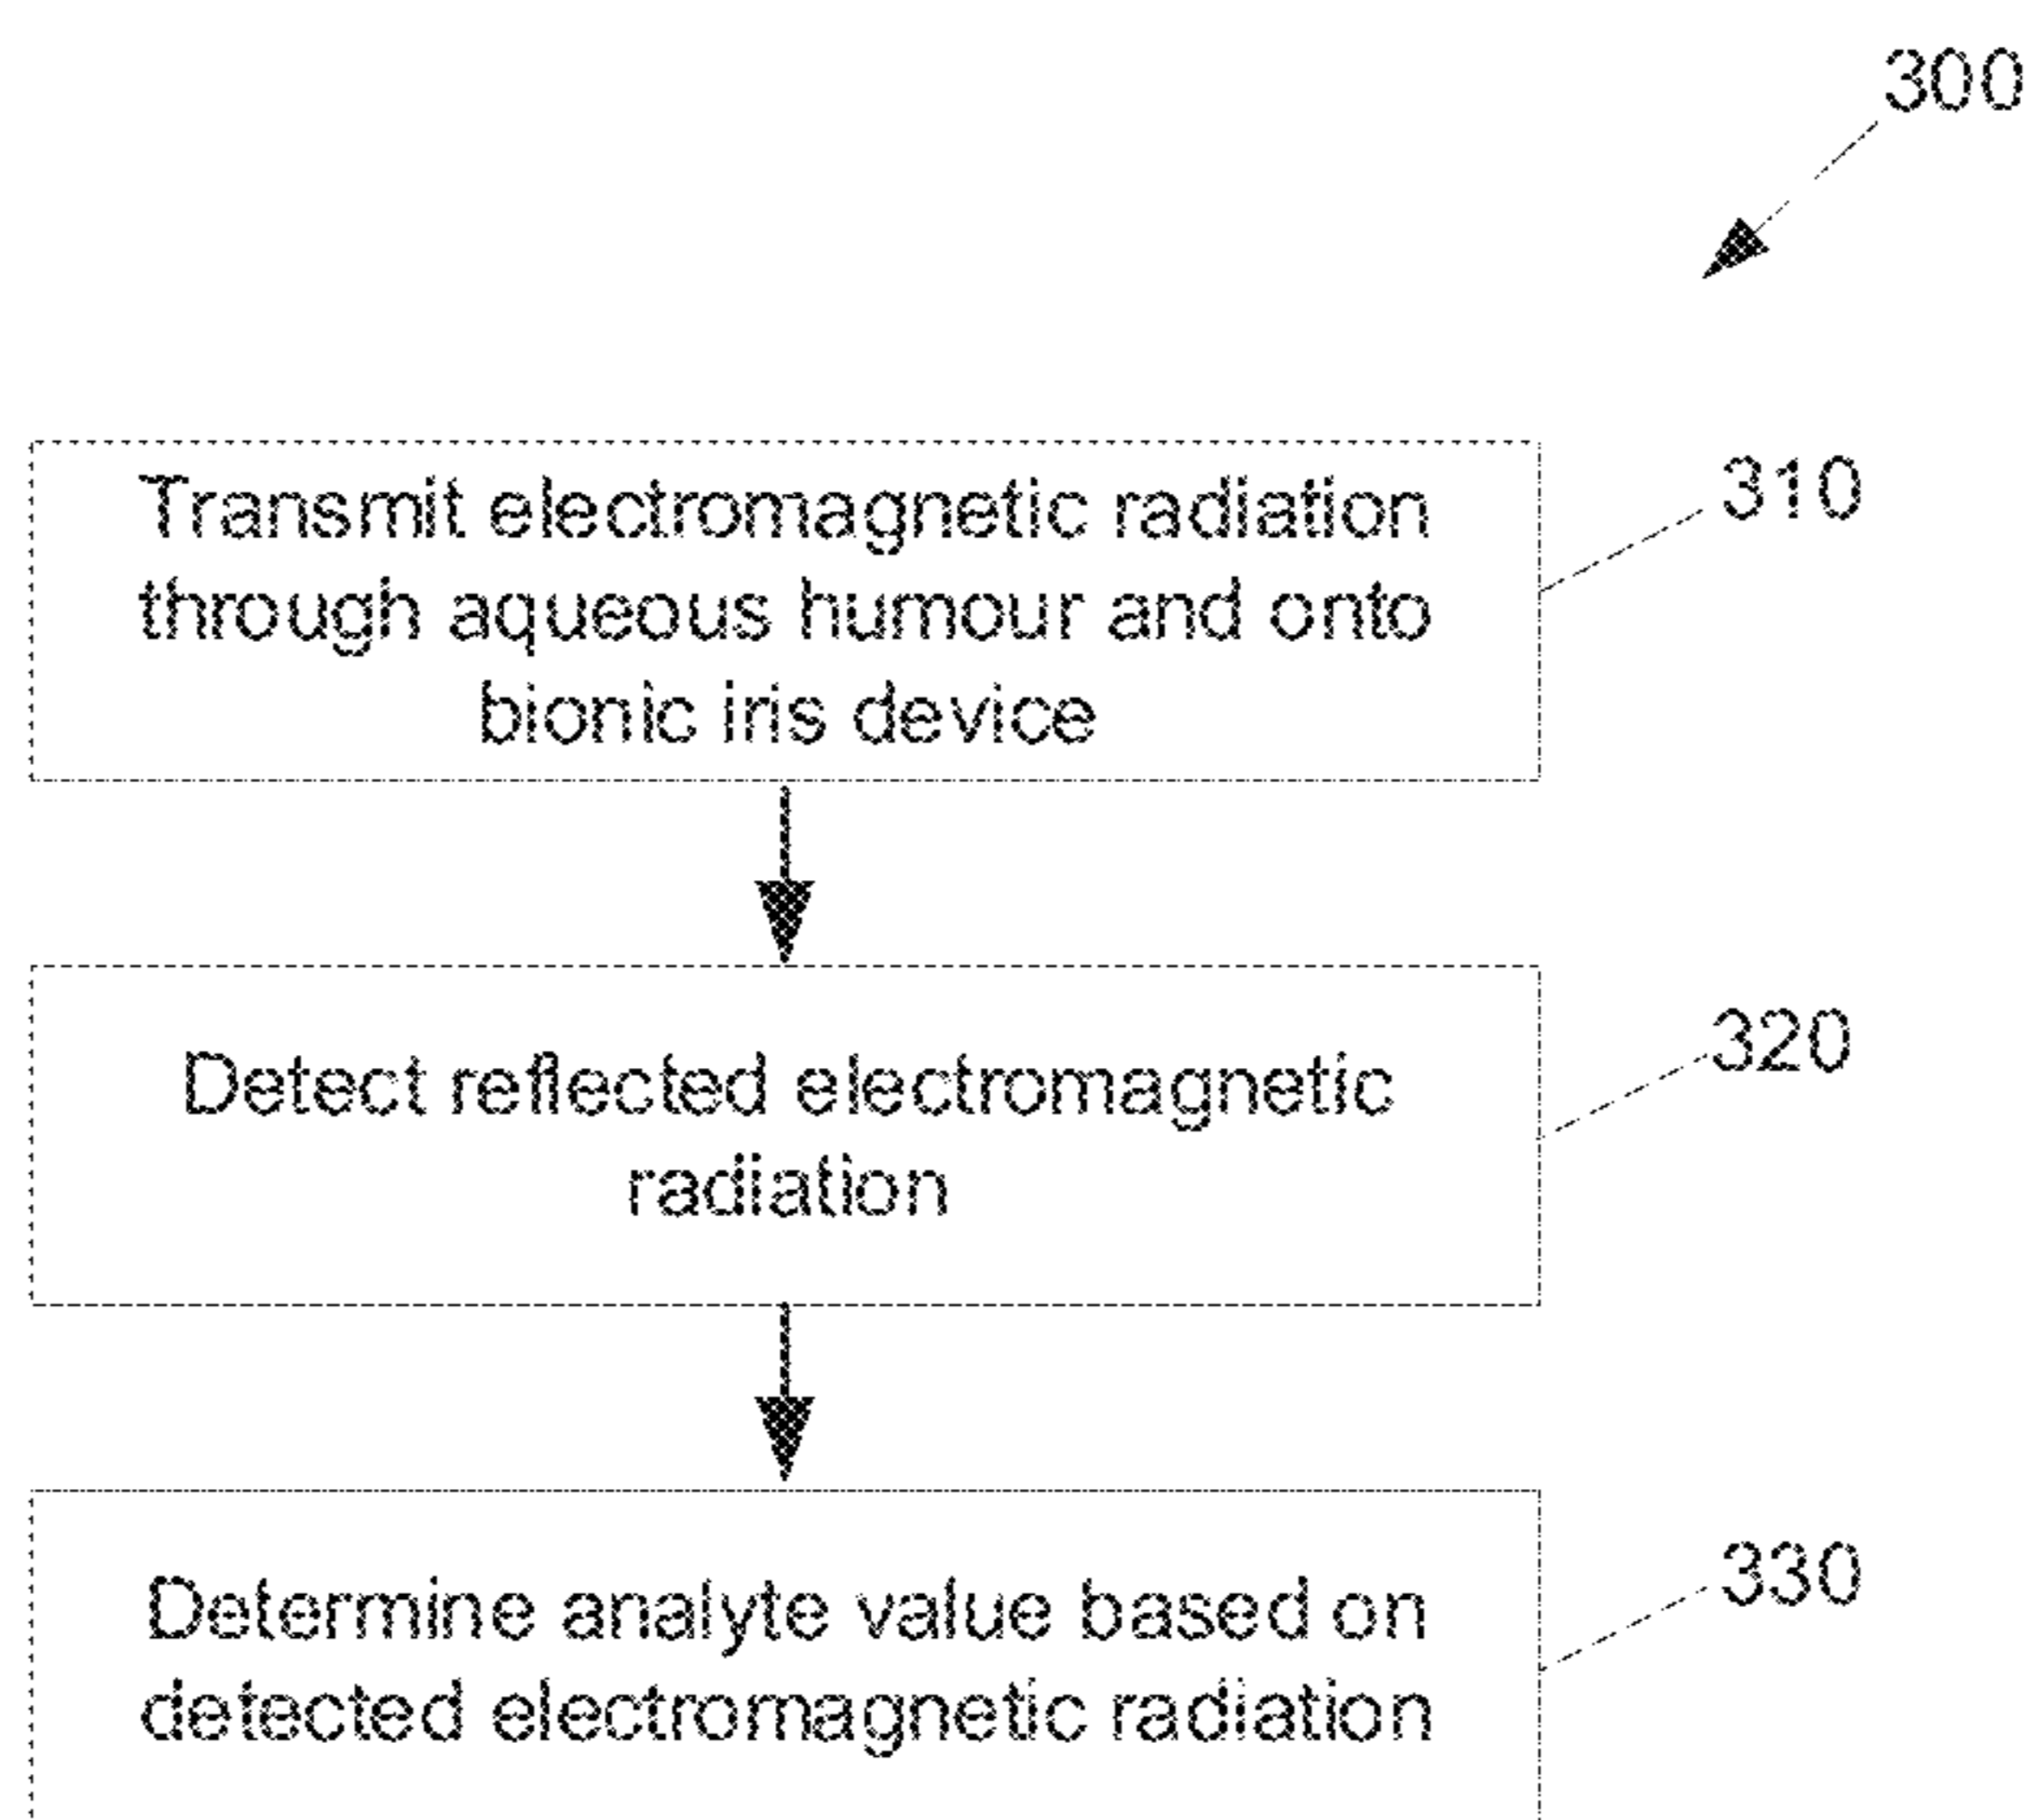 300
Transmit electromagnetic radiation
through aqueous humour and onto
bionic iris device
310
Detect reflected electromagnetic
radiation
320
Determine analyte value based on
detected electromagnetic radiation
330